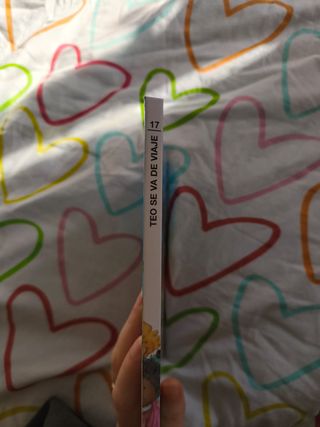 TEO SE VA DE VIAJE | 17